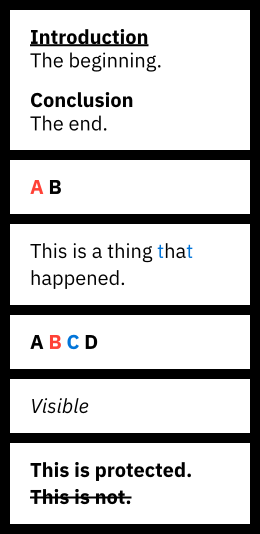 Introduction
The beginning.
Conclusion
The end.
A B
This is a thing that
happened.
A B C D
Visible
This is protected.
This is not.